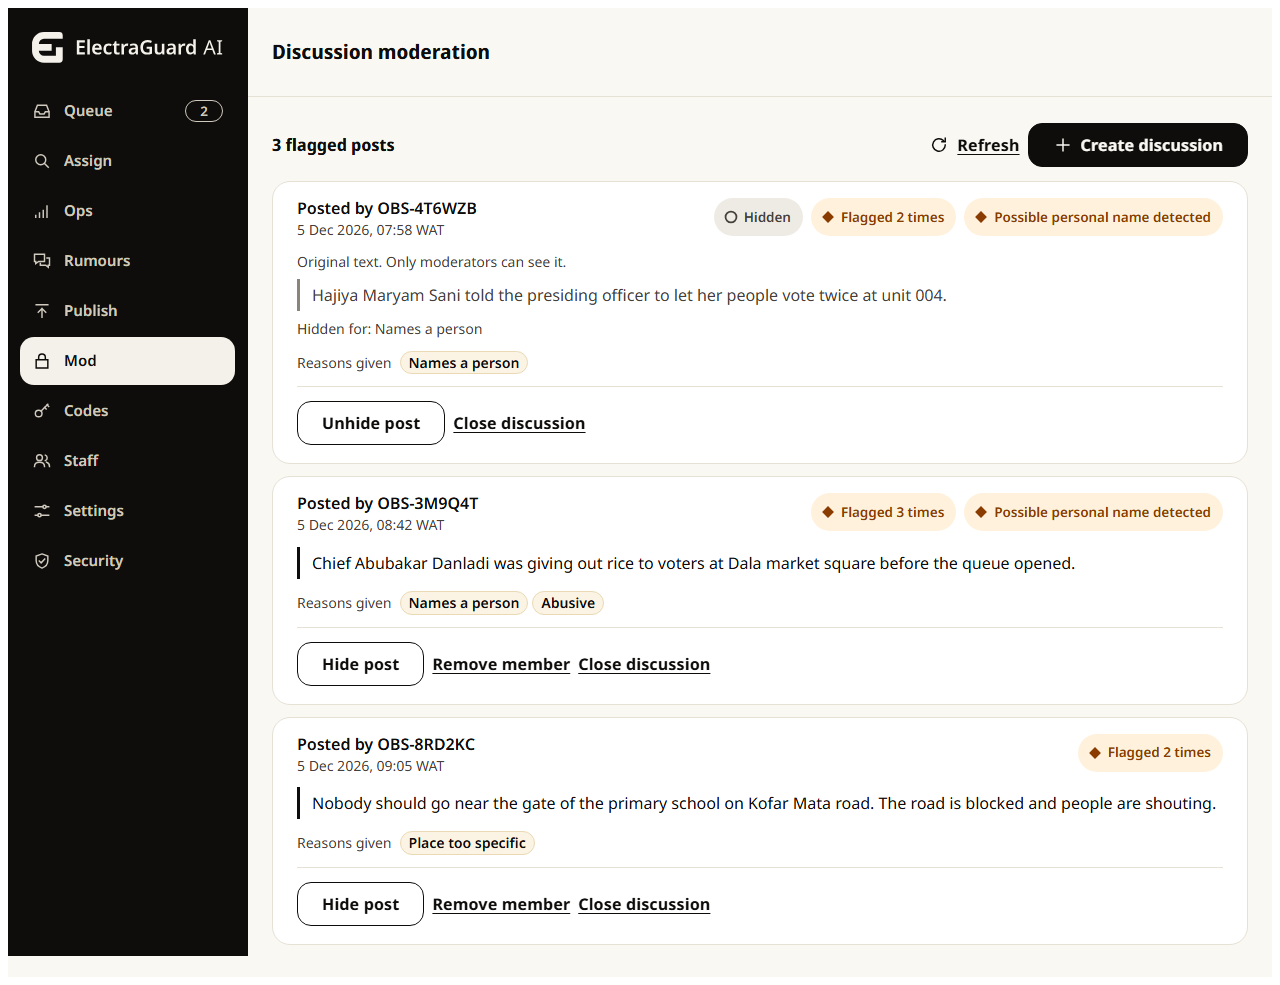 ElectraGuard AI
Queue 2
Assign
Ops
Rumours
Publish
Mod
Codes
Staff
Settings
Security
Discussion moderation
3 flagged posts
Refresh
Create discussion
Posted by OBS-4T6WZB
5 Dec 2026, 07:58 WAT
Hidden
Flagged 2 times
Possible personal name detected
Original text. Only moderators can see it.
Hajiya Maryam Sani told the presiding officer to let her people vote twice at unit 004.
Hidden for: Names a person
Reasons given Names a person
Unhide post Close discussion
Posted by OBS-3M9Q4T
5 Dec 2026, 08:42 WAT
Flagged 3 times
Possible personal name detected
Chief Abubakar Danladi was giving out rice to voters at Dala market square before the queue opened.
Reasons given Names a person Abusive
Hide post Remove member Close discussion
Posted by OBS-8RD2KC
5 Dec 2026, 09:05 WAT
Flagged 2 times
Nobody should go near the gate of the primary school on Kofar Mata road. The road is blocked and people are shouting.
Reasons given Place too specific
Hide post Remove member Close discussion